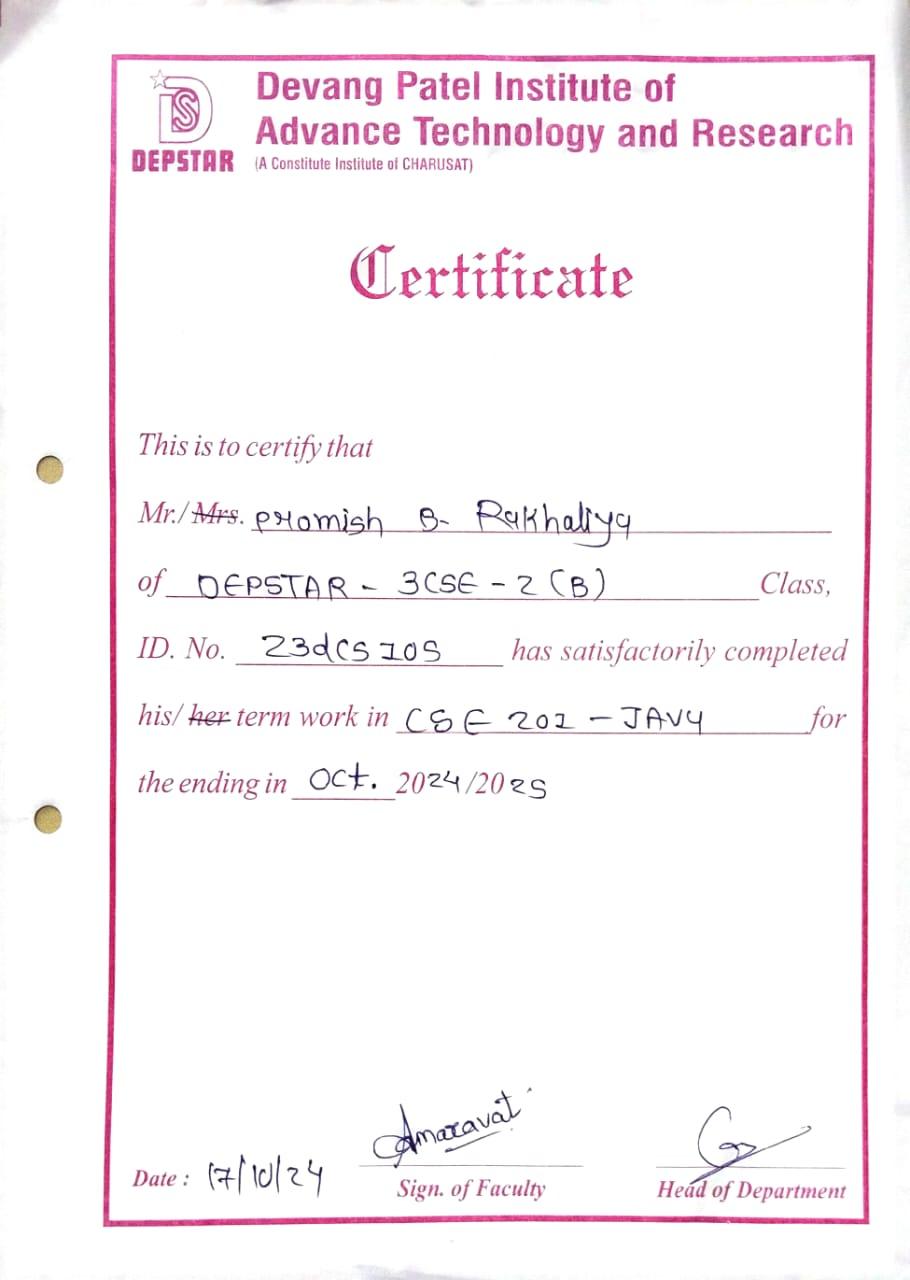 Devang Patel Institute of
Advance Technology and Research
DEPSTAR (A Constitute Institute of CHARUSAT)
Certificate
This is to certify that
Mr./Mrs. Promish B. Rakhaliya
of DEPSTAR - 3CSE - 2 (B) Class,
ID. No. 23dCS105 has satisfactorily completed
his/ her term work in CSE 201 - JAVA for
the ending in Oct. 2024/2025
Amaravat
Date : 17/10/24
Sign. of Faculty
Head of Department